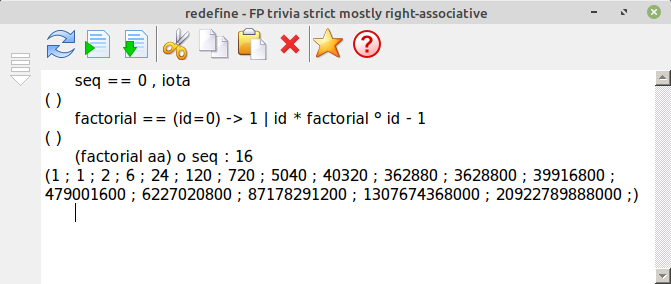 redefine - FP trivia strict mostly right-associative
seq == 0 , iota
( )
factorial == (id=0) -> 1 | id * factorial º id - 1
( )
(factorial aa) o seq : 16
(1 ; 1 ; 2 ; 6 ; 24 ; 120 ; 720 ; 5040 ; 40320 ; 362880 ; 3628800 ; 39916800 ;
479001600 ; 6227020800 ; 87178291200 ; 1307674368000 ; 20922789888000 ;)